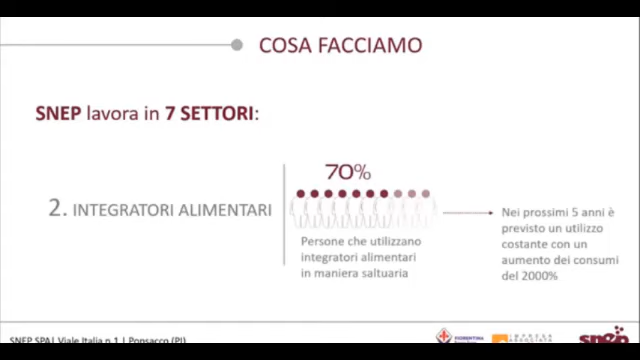 COSA FACCIAMO
SNEP lavora in 7 SETTORI:
2. INTEGRATORI ALIMENTARI
70%
Persone che utilizzano
integratori alimentari
in maniera saltuaria
Nei prossimi 5 anni è
previsto un utilizzo
costante con un
aumento dei consumi
del 2000%
SNEP SPA| Viale Italia n.1 | Ponsacco (PI)
FIORENTINA
IMPRESA
snep